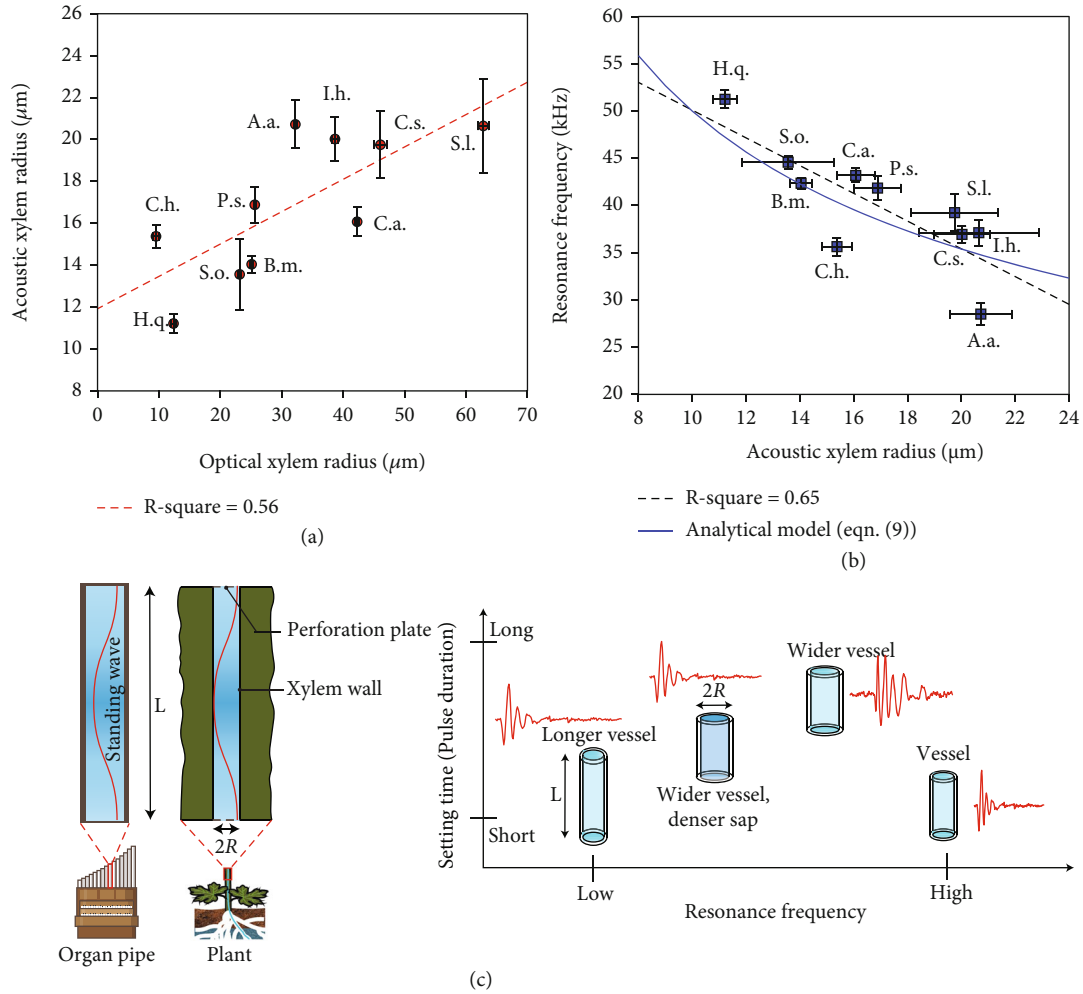 Acoustic xylem radius (μm)
26
24
22
20
18
16
14
12
10
8
0
10
20
30
40
50
60
70
C.h.
H.q.
A.a.
P.s.
S.o.
B.m.
I.h.
C.s.
C.a.
S.l.
Optical xylem radius (μm)
R-square = 0.56
(a)
Resonance frequency (kHz)
60
55
50
45
40
35
30
25
20
8
10
12
14
16
18
20
22
24
H.q.
S.o.
B.m.
C.a.
P.s.
C.h.
S.l.
C.s.
I.h.
A.a.
Acoustic xylem radius (μm)
R-square = 0.65
Analytical model (eqn. (9))
(b)
Standing wave
L
2R
Perforation plate
Xylem wall
Organ pipe
Plant
Setting time (Pulse duration)
Long
Short
Longer vessel
L
2R
Wider vessel,
denser sap
Wider vessel
Vessel
Low
High
Resonance frequency
(c)